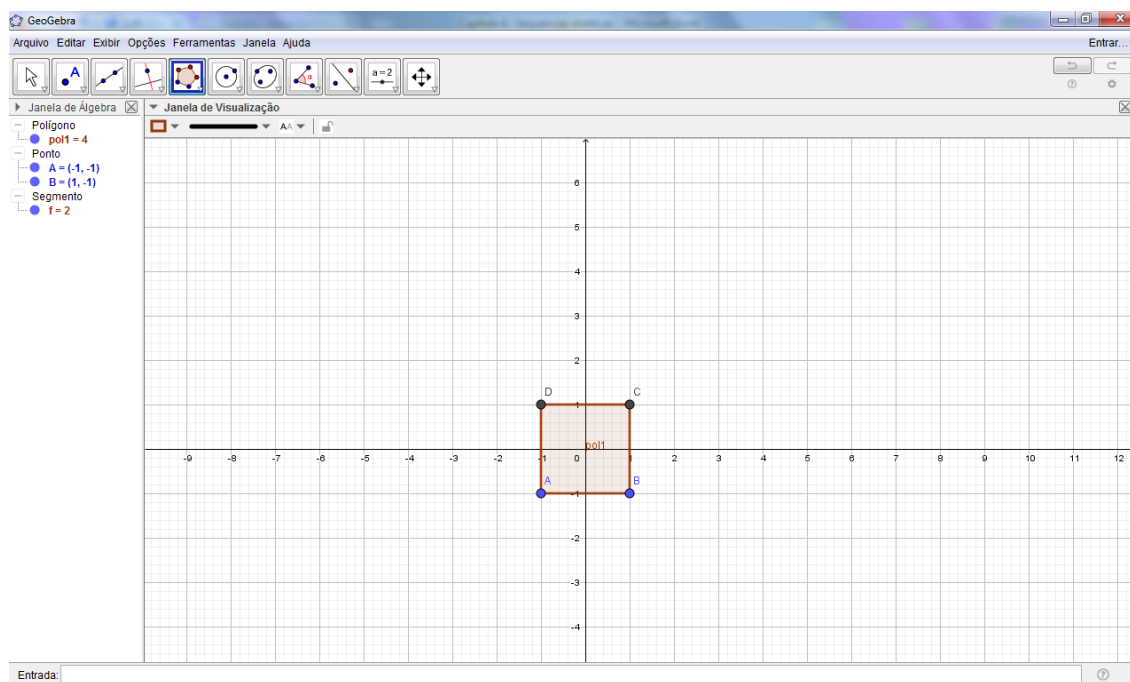 GeoGebra
Arquivo Editar Exibir Opções Ferramentas Janela Ajuda
Entrar...
A
α
a=2
Janela de Álgebra
Janela de Visualização
AA
Polígono
pol1 = 4
Ponto
A = (-1, -1)
B = (1, -1)
Segmento
f = 2
6
5
4
3
2
D C
1
pol1
-9 -8 -7 -6 -5 -4 -3 -2 -1 0 1 2 3 4 5 6 7 8 9 10 11 12
A B
-1
-2
-3
-4
Entrada: